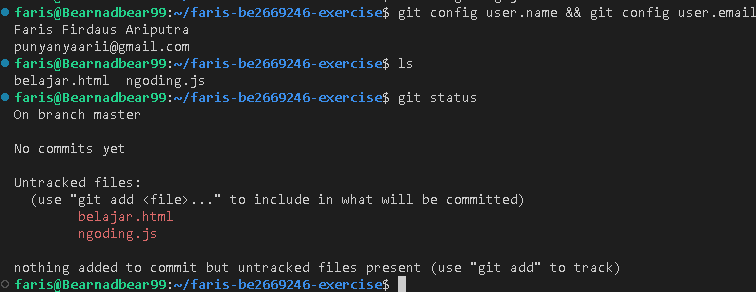 faris@Bearnadbear99:~/faris-be2669246-exercise$ git config user.name && git config user.email
Faris Firdaus Ariputra
punyanyaarii@gmail.com
faris@Bearnadbear99:~/faris-be2669246-exercise$ ls
belajar.html  ngoding.js
faris@Bearnadbear99:~/faris-be2669246-exercise$ git status
On branch master
No commits yet
Untracked files:
  (use "git add <file>..." to include in what will be committed)
        belajar.html
        ngoding.js
nothing added to commit but untracked files present (use "git add" to track)
faris@Bearnadbear99:~/faris-be2669246-exercise$